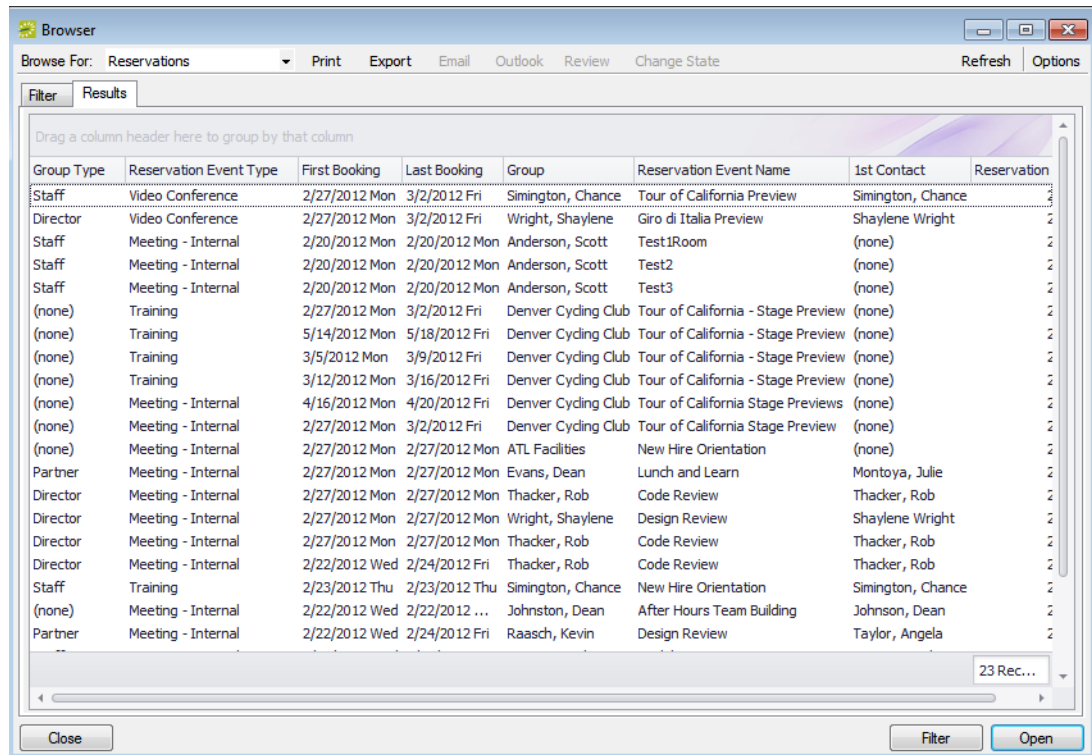 Browser
Browse For: Reservations Print Export Email Outlook Review Change State Refresh Options
Filter Results
Drag a column header here to group by that column
Group Type Reservation Event Type First Booking Last Booking Group Reservation Event Name 1st Contact Reservation
Staff Video Conference 2/27/2012 Mon 3/2/2012 Fri Simington, Chance Tour of California Preview Simington, Chance 2
Director Video Conference 2/27/2012 Mon 3/2/2012 Fri Wright, Shaylene Giro di Italia Preview Shaylene Wright 2
Staff Meeting - Internal 2/20/2012 Mon 2/20/2012 Mon Anderson, Scott Test1Room (none) 2
Staff Meeting - Internal 2/20/2012 Mon 2/20/2012 Mon Anderson, Scott Test2 (none) 2
Staff Meeting - Internal 2/20/2012 Mon 2/20/2012 Mon Anderson, Scott Test3 (none) 2
(none) Training 2/27/2012 Mon 3/2/2012 Fri Denver Cycling Club Tour of California - Stage Preview (none) 2
(none) Training 5/14/2012 Mon 5/18/2012 Fri Denver Cycling Club Tour of California - Stage Preview (none) 2
(none) Training 3/5/2012 Mon 3/9/2012 Fri Denver Cycling Club Tour of California - Stage Preview (none) 2
(none) Training 3/12/2012 Mon 3/16/2012 Fri Denver Cycling Club Tour of California - Stage Preview (none) 2
(none) Meeting - Internal 4/16/2012 Mon 4/20/2012 Fri Denver Cycling Club Tour of California Stage Previews (none) 2
(none) Meeting - Internal 2/27/2012 Mon 3/2/2012 Fri Denver Cycling Club Tour of California Stage Preview (none) 2
(none) Meeting - Internal 2/27/2012 Mon 2/27/2012 Mon ATL Facilities New Hire Orientation (none) 2
Partner Meeting - Internal 2/27/2012 Mon 2/27/2012 Mon Evans, Dean Lunch and Learn Montoya, Julie 2
Director Meeting - Internal 2/27/2012 Mon 2/27/2012 Mon Thacker, Rob Code Review Thacker, Rob 2
Director Meeting - Internal 2/27/2012 Mon 2/27/2012 Mon Wright, Shaylene Design Review Shaylene Wright 2
Director Meeting - Internal 2/27/2012 Mon 2/27/2012 Mon Thacker, Rob Code Review Thacker, Rob 2
Director Meeting - Internal 2/22/2012 Wed 2/24/2012 Fri Thacker, Rob Code Review Thacker, Rob 2
Staff Training 2/23/2012 Thu 2/23/2012 Thu Simington, Chance New Hire Orientation Simington, Chance 2
(none) Meeting - Internal 2/22/2012 Wed 2/22/2012 ... Johnston, Dean After Hours Team Building Johnson, Dean 2
Partner Meeting - Internal 2/22/2012 Wed 2/24/2012 Fri Raasch, Kevin Design Review Taylor, Angela 2
23 Rec...
Close Filter Open